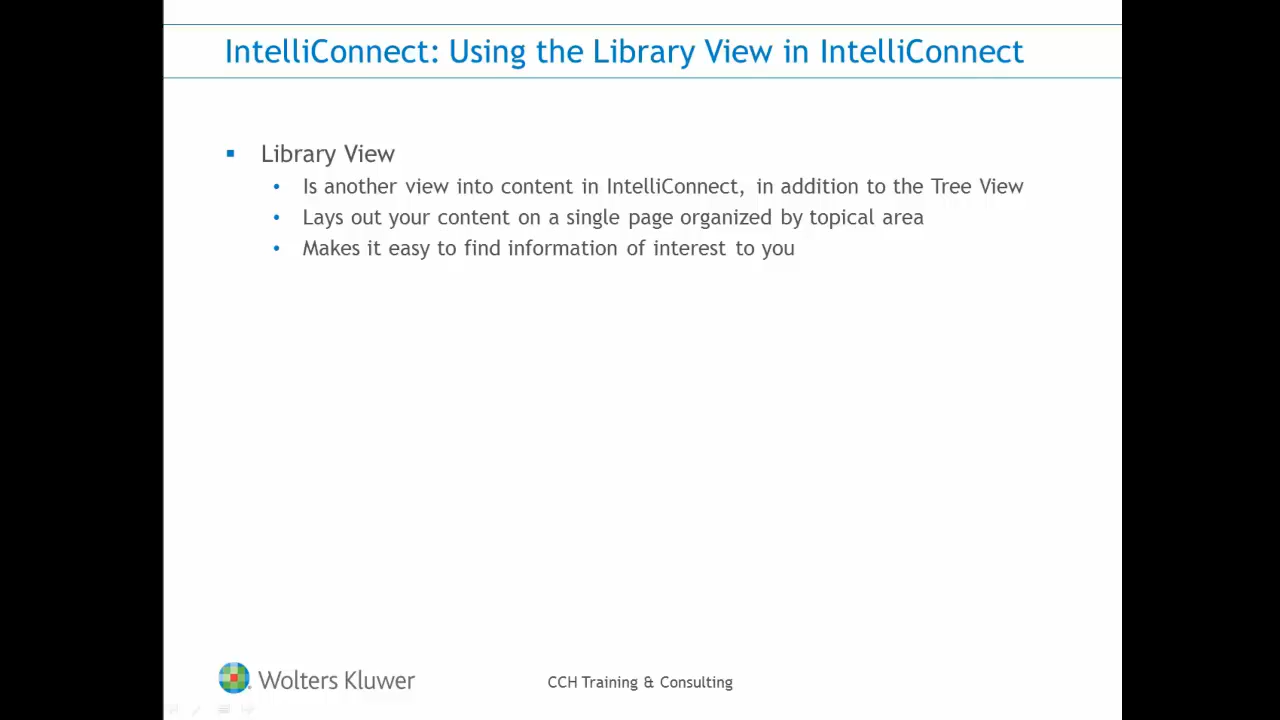 IntelliConnect: Using the Library View in IntelliConnect
Library View
Is another view into content in IntelliConnect, in addition to the Tree View
Lays out your content on a single page organized by topical area
Makes it easy to find information of interest to you
Wolters Kluwer
CCH Training & Consulting